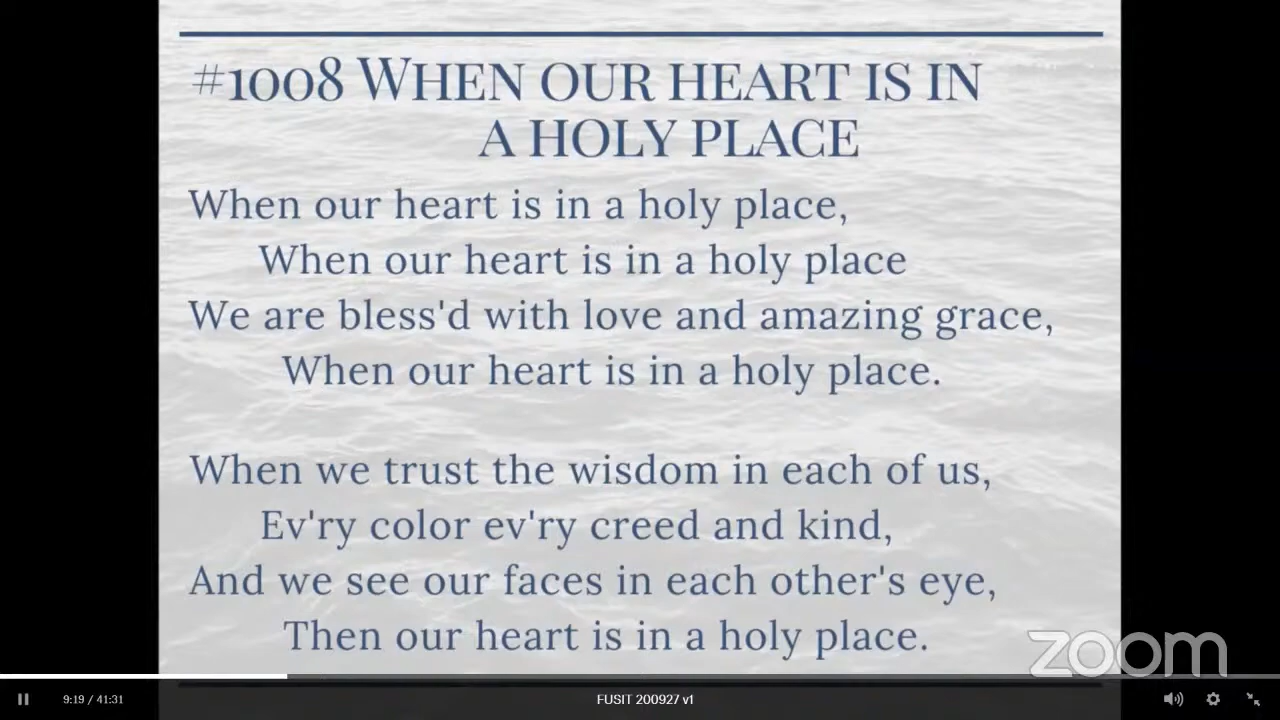 #1008 WHEN OUR HEART IS IN
A HOLY PLACE
When our heart is in a holy place,
When our heart is in a holy place
We are bless'd with love and amazing grace,
When our heart is in a holy place.
When we trust the wisdom in each of us,
Ev'ry color ev'ry creed and kind,
And we see our faces in each other's eye,
Then our heart is in a holy place.
zoom
9:19 / 41:31
FUSIT 200927 v1